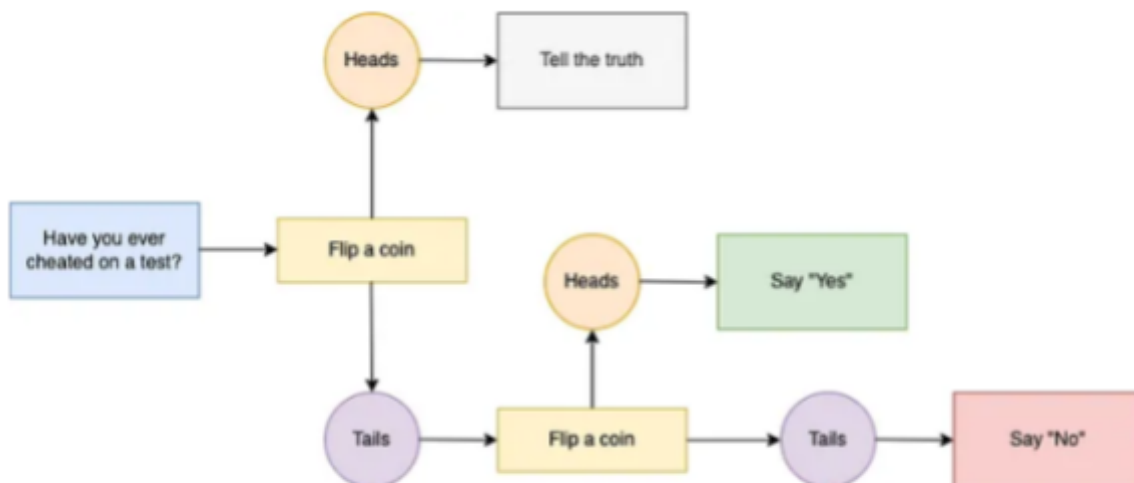 Heads
Tell the truth
Have you ever
cheated on a test?
Flip a coin
Heads
Say "Yes"
Tails
Flip a coin
Tails
Say "No"